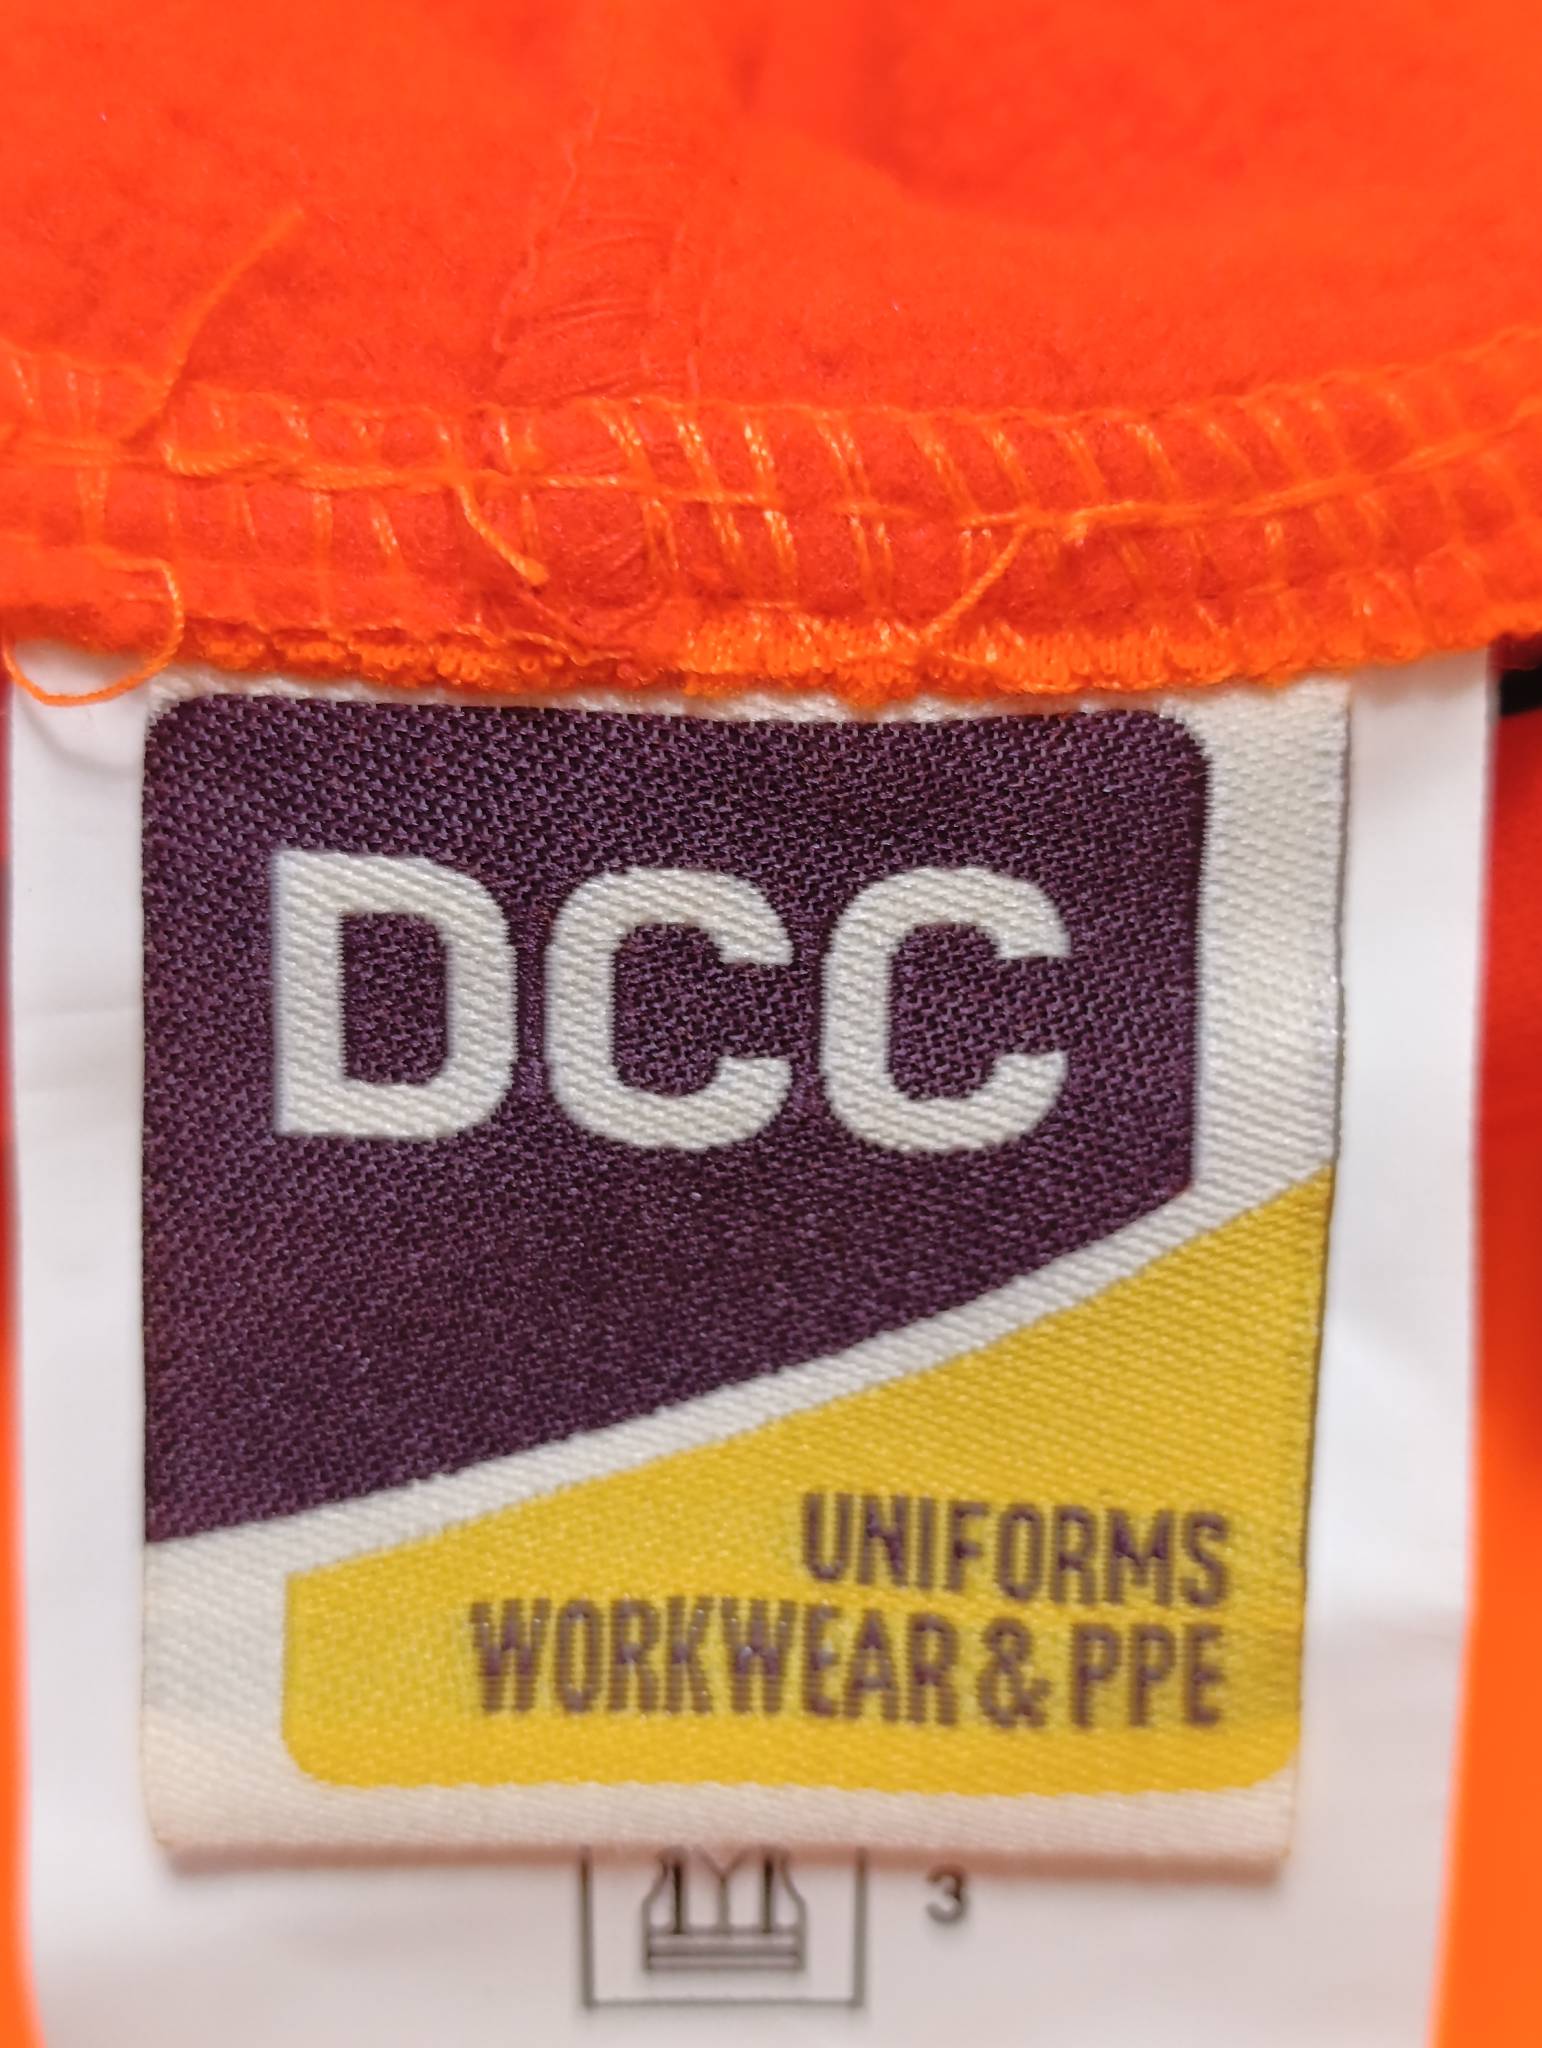 DCC
UNIFORMS
WORKWEAR & PPE
3